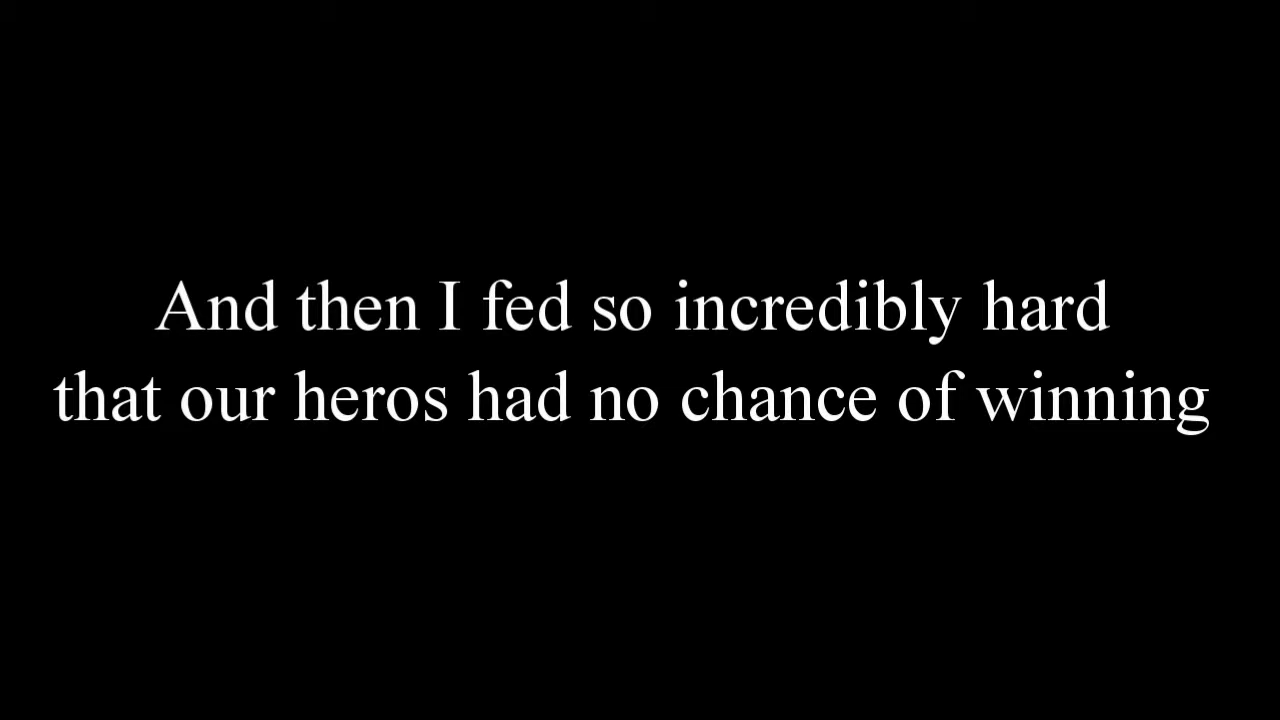 And then I fed so incredibly hard
that our heros had no chance of winning